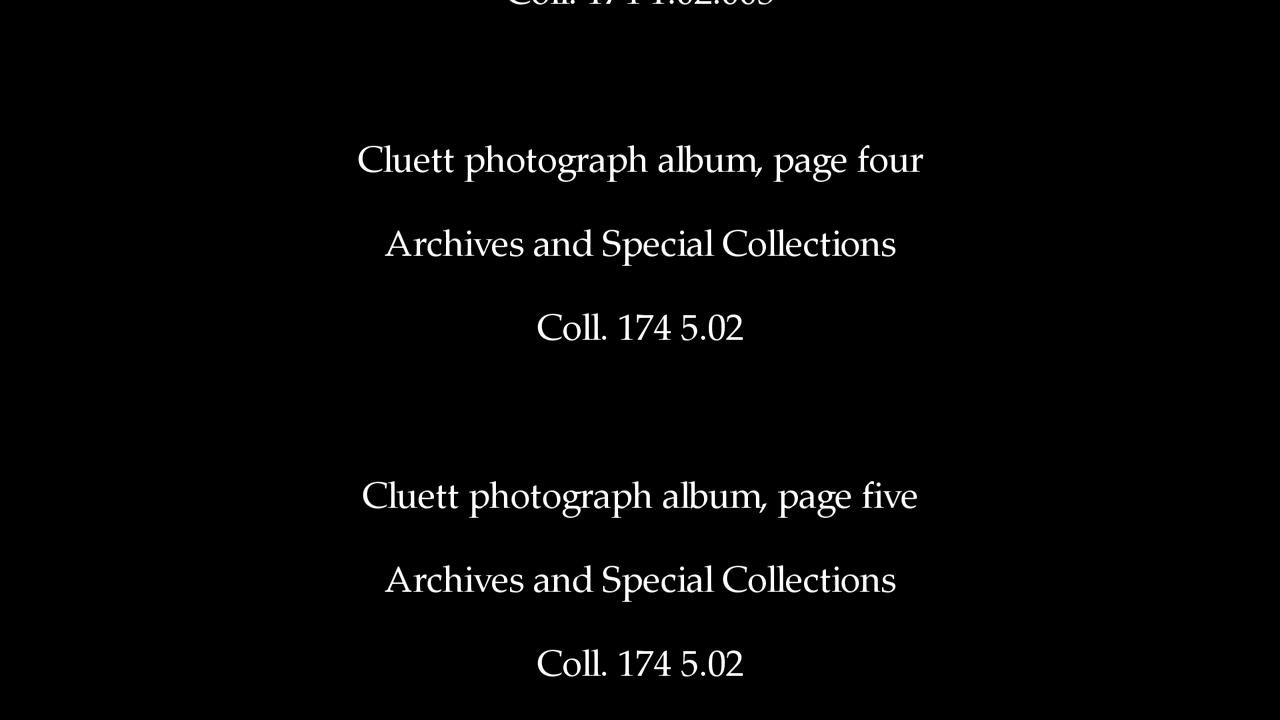 Cluett photograph album, page four
Archives and Special Collections
Coll. 174 5.02
Cluett photograph album, page five
Archives and Special Collections
Coll. 174 5.02